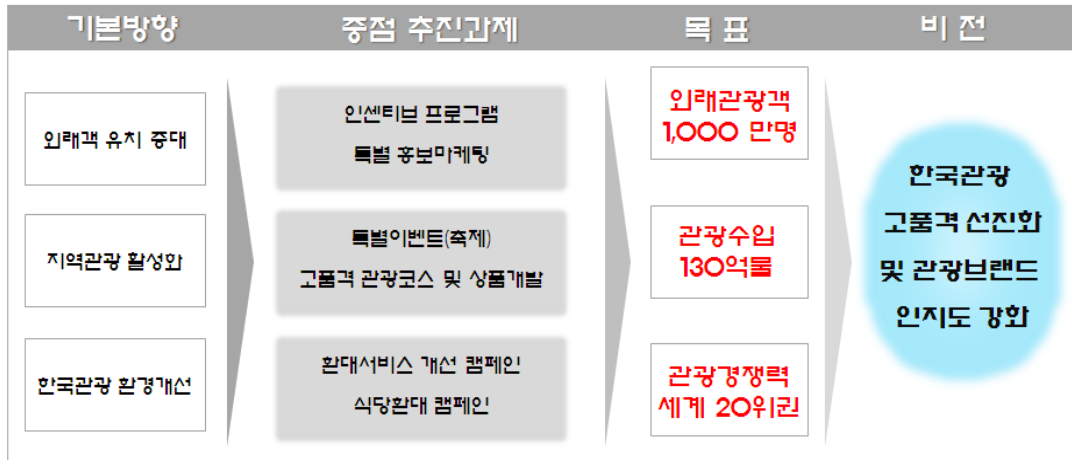 기본방향
중점 추진과제
목 표
비 전
외래객 유치 증대
인센티브 프로그램
특별 홍보마케팅
외래관광객
1,000 만명
지역관광 활성화
특별이벤트(축제)
고품격 관광코스 및 상품개발
관광수입
130억불
한국관광 환경개선
환대서비스 개선 캠페인
식당환대 캠페인
관광경쟁력
세계 20위권
한국관광
고품격 선진화
및 관광브랜드
인지도 강화